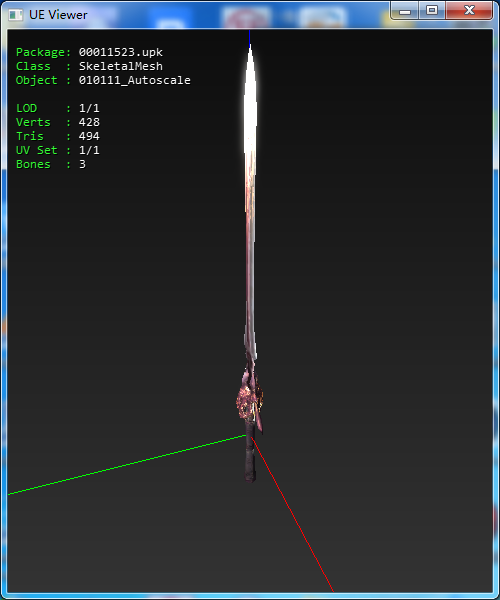 UE Viewer
Package: 00011523.upk
Class  : SkeletalMesh
Object : 010111_Autoscale
LOD    : 1/1
Verts  : 428
Tris   : 494
UV Set : 1/1
Bones  : 3